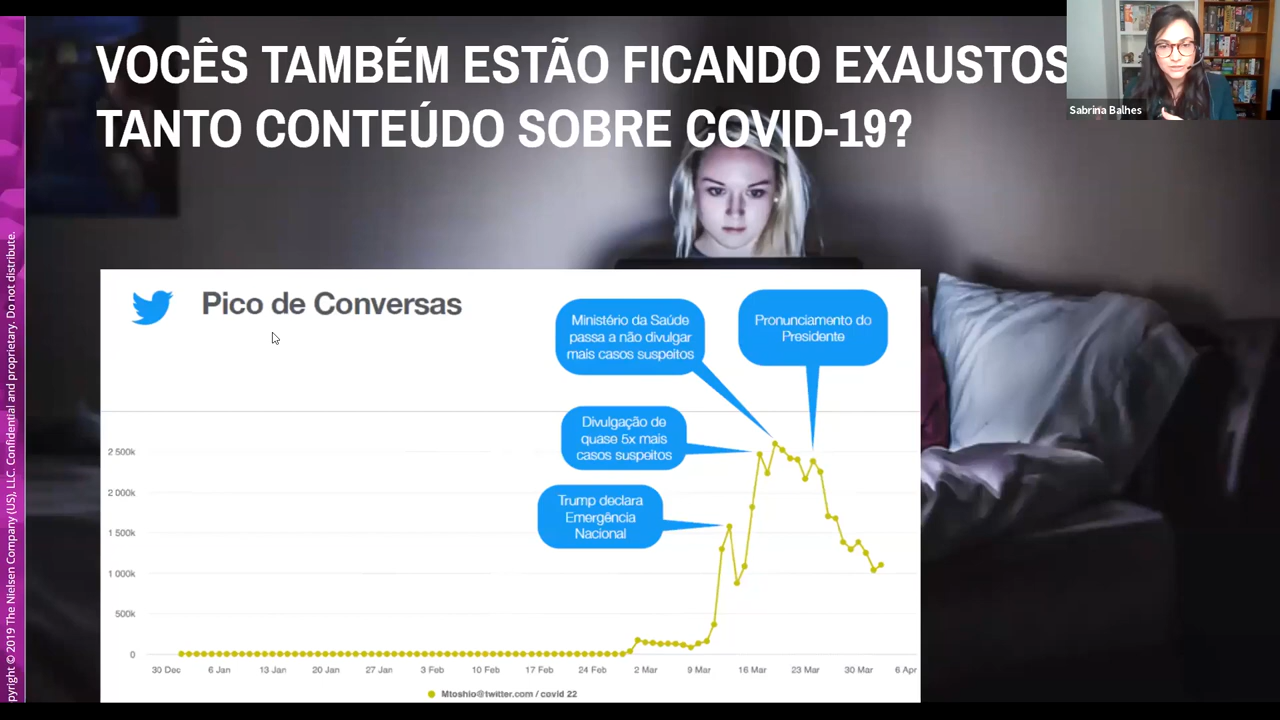 VOCÊS TAMBÉM ESTÃO FICANDO EXAUSTOS
TANTO CONTEÚDO SOBRE COVID-19?
Sabrina Balhes
Pico de Conversas
Ministério da Saúde
passa a não divulgar
mais casos suspeitos
Pronunciamento do
Presidente
Divulgação de
quase 5x mais
casos suspeitos
Trump declara
Emergência
Nacional
2 500k
2 000k
1 500k
1 000k
500k
0
30 Dec 6 Jan 13 Jan 20 Jan 27 Jan 3 Feb 10 Feb 17 Feb 24 Feb 2 Mar 9 Mar 16 Mar 23 Mar 30 Mar 6 Apr
Mtoshio@twitter.com / covid 22
pyright © 2019 The Nielsen Company (US), LLC. Confidential and proprietary. Do not distribute.